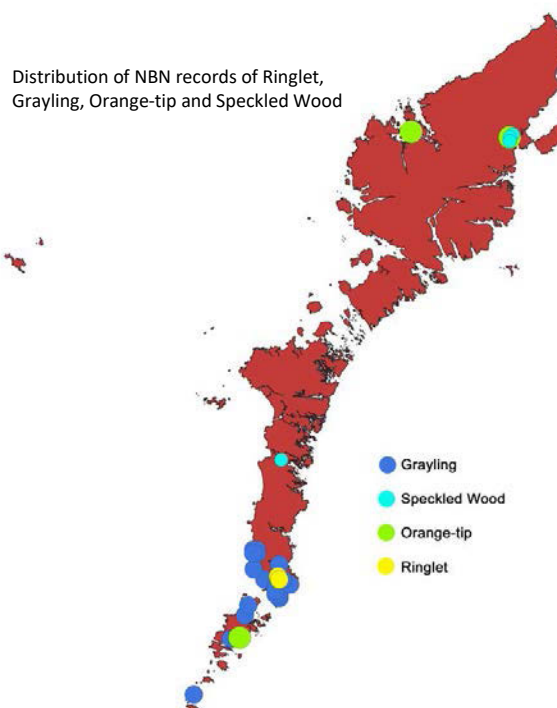 Distribution of NBN records of Ringlet,
Grayling, Orange-tip and Speckled Wood
Grayling
Speckled Wood
Orange-tip
Ringlet